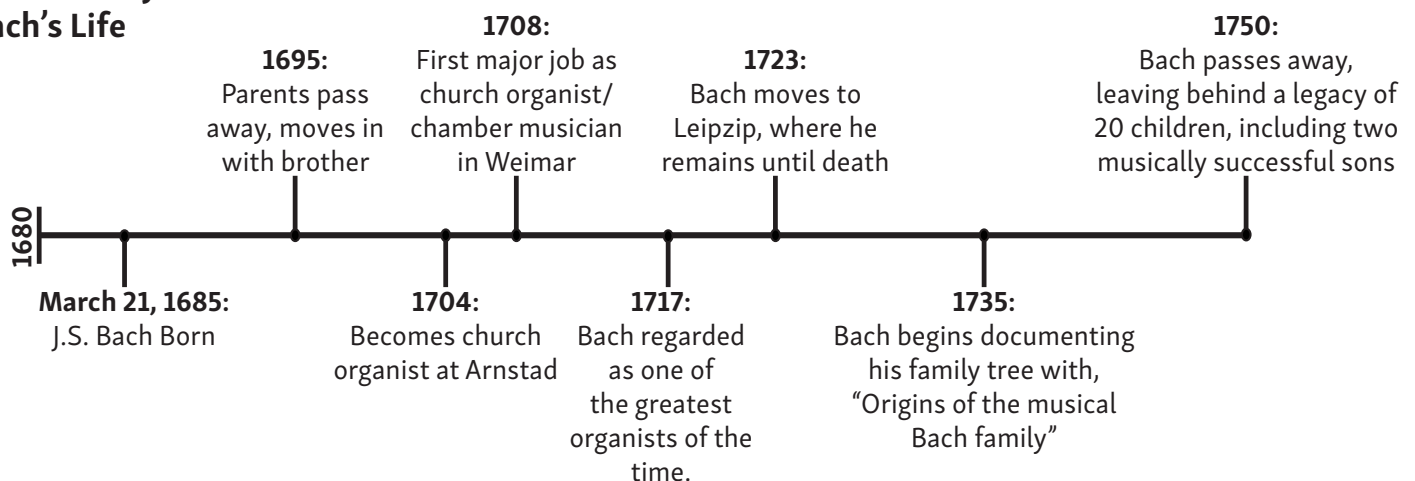 ach's Life
1695:
Parents pass
away, moves in
with brother
1708:
First major job as
church organist/
chamber musician
in Weimar
1723:
Bach moves to
Leipzip, where he
remains until death
1750:
Bach passes away,
leaving behind a legacy of
20 children, including two
musically successful sons
1680
March 21, 1685:
J.S. Bach Born
1704:
Becomes church
organist at Arnstad
1717:
Bach regarded
as one of
the greatest
organists of the
time.
1735:
Bach begins documenting
his family tree with,
“Origins of the musical
Bach family”